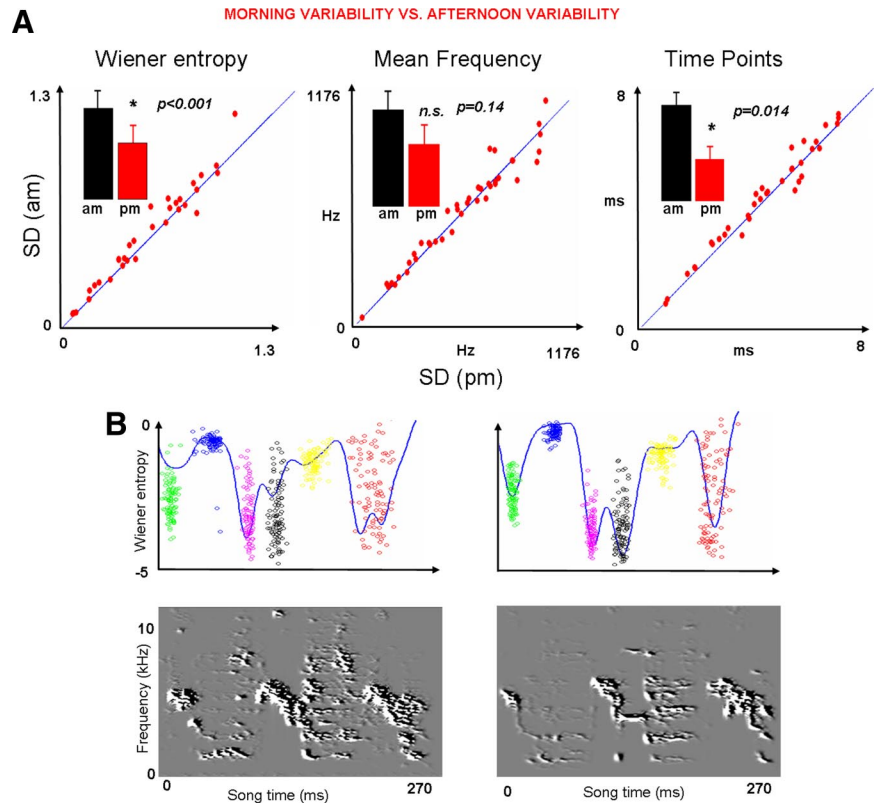 MORNING VARIABILITY VS. AFTERNOON VARIABILITY
A
Wiener entropy
Mean Frequency
Time Points
1.3
* p<0.001
am pm
SD (am)
0
0
1.3
1176
n.s. p=0.14
am pm
Hz
0
0
Hz
1176
SD (pm)
8
* p=0.014
am pm
ms
0
0
ms
8
B
0
Wiener entropy
-5
10
Frequency (kHz)
0
0
Song time (ms)
270
0
Song time (ms)
270